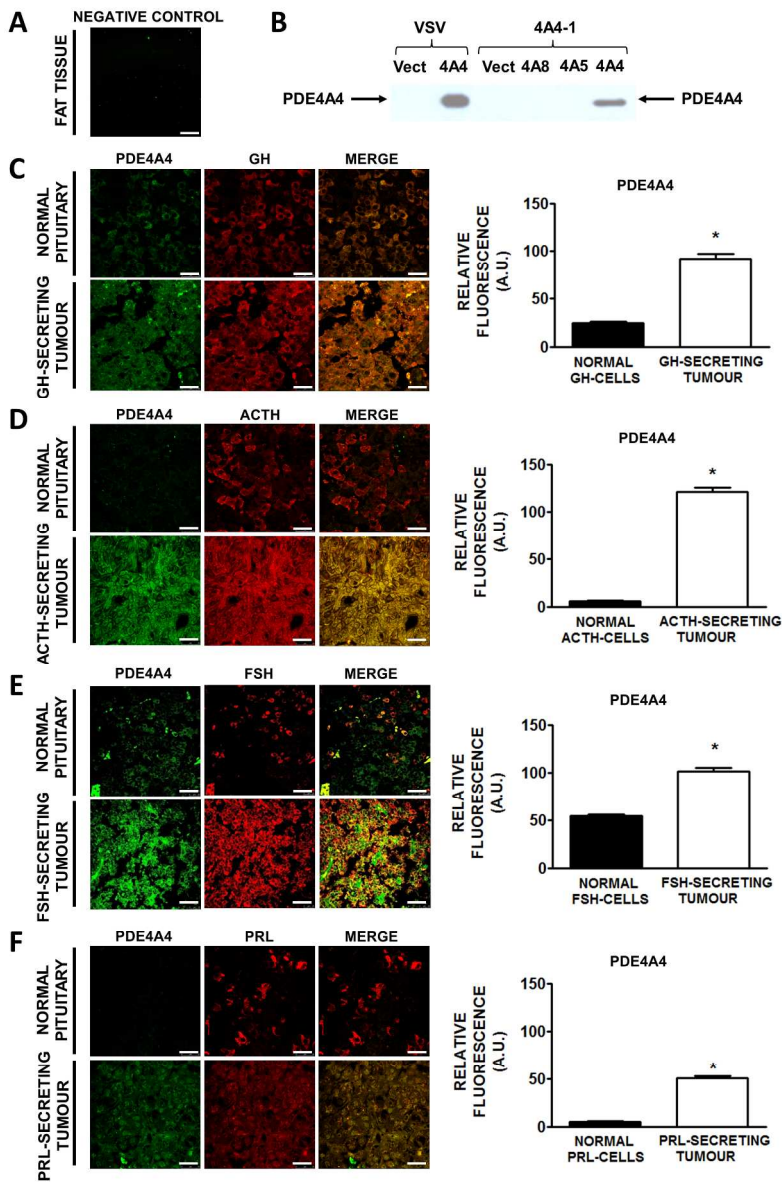 A
NEGATIVE CONTROL
FAT TISSUE
B
VSV
4A4-1
Vect 4A4
Vect 4A8 4A5 4A4
PDE4A4
PDE4A4
C
PDE4A4
GH
MERGE
NORMAL
PITUITARY
GH-SECRETING
TUMOUR
PDE4A4
RELATIVE
FLUORESCENCE
(A.U.)
150
100
50
0
*
NORMAL
GH-CELLS
GH-SECRETING
TUMOUR
D
PDE4A4
ACTH
MERGE
NORMAL
PITUITARY
ACTH-SECRETING
TUMOUR
PDE4A4
RELATIVE
FLUORESCENCE
(A.U.)
150
100
50
0
*
NORMAL
ACTH-CELLS
ACTH-SECRETING
TUMOUR
E
PDE4A4
FSH
MERGE
NORMAL
PITUITARY
FSH-SECRETING
TUMOUR
PDE4A4
RELATIVE
FLUORESCENCE
(A.U.)
150
100
50
0
*
NORMAL
FSH-CELLS
FSH-SECRETING
TUMOUR
F
PDE4A4
PRL
MERGE
NORMAL
PITUITARY
PRL-SECRETING
TUMOUR
PDE4A4
RELATIVE
FLUORESCENCE
(A.U.)
150
100
50
0
*
NORMAL
PRL-CELLS
PRL-SECRETING
TUMOUR